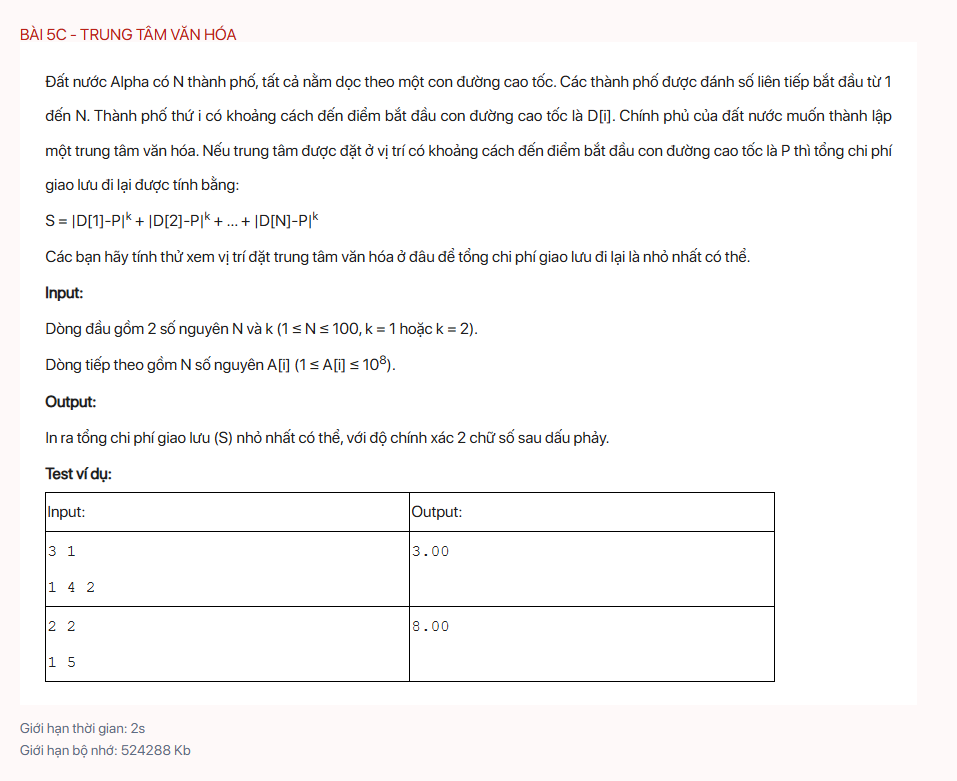 BÀI 5C - TRUNG TÂM VĂN HÓA
Đất nước Alpha có N thành phố, tất cả nằm dọc theo một con đường cao tốc. Các thành phố được đánh số liên tiếp bắt đầu từ 1
đến N. Thành phố thứ i có khoảng cách đến điểm bắt đầu con đường cao tốc là D[i]. Chính phủ của đất nước muốn thành lập
một trung tâm văn hóa. Nếu trung tâm được đặt ở vị trí có khoảng cách đến điểm bắt đầu con đường cao tốc là P thì tổng chi phí
giao lưu đi lại được tính bằng:
S = |D[1]-P|ᵏ + |D[2]-P|ᵏ + ... + |D[N]-P|ᵏ
Các bạn hãy tính thử xem vị trí đặt trung tâm văn hóa ở đâu để tổng chi phí giao lưu đi lại là nhỏ nhất có thể.
Input:
Dòng đầu gồm 2 số nguyên N và k (1 ≤ N ≤ 100, k = 1 hoặc k = 2).
Dòng tiếp theo gồm N số nguyên A[i] (1 ≤ A[i] ≤ 10⁸).
Output:
In ra tổng chi phí giao lưu (S) nhỏ nhất có thể, với độ chính xác 2 chữ số sau dấu phảy.
Test ví dụ:
Input: Output:
3 1 3.00
1 4 2
2 2 8.00
1 5
Giới hạn thời gian: 2s
Giới hạn bộ nhớ: 524288 Kb